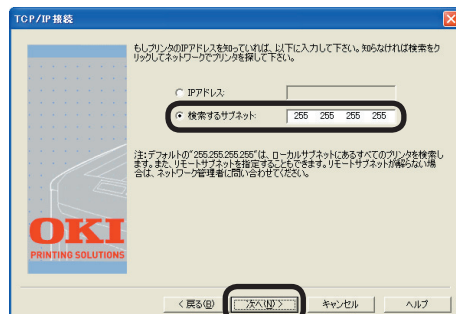 TCP/IP 接続
もしプリンタのIPアドレスを知っていれば、以下に入力して下さい。知らなければ検索をク
リックしてネットワークでプリンタを探して下さい。
IPアドレス:
検索するサブネット: 255 255 255 255
注:デフォルトの"255.255.255.255"は、ローカルサブネットにあるすべてのプリンタを検索し
ます。また、リモートサブネットを指定することもできます。リモートサブネットが解らない場
合は、ネットワーク管理者に問い合わせてください。
OKI
PRINTING SOLUTIONS
< 戻る(B) 次へ(N) > キャンセル ヘルプ